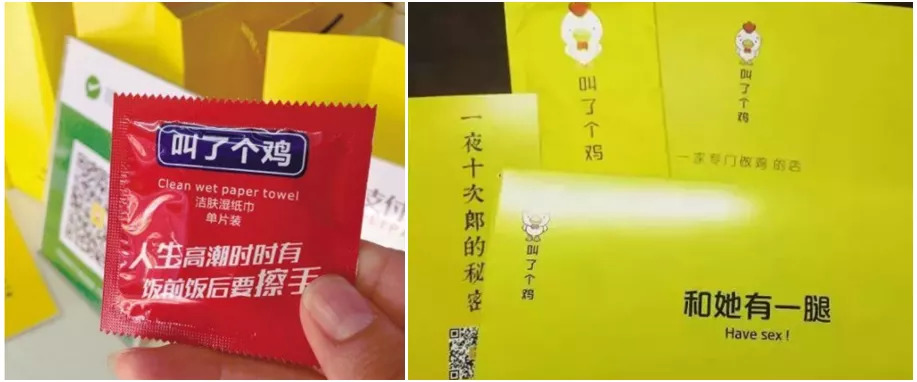 叫了个鸡
Clean wet paper towel
洁肤湿纸巾
单片装
人生高潮时时有
饭前饭后要擦手
支付
叫了个鸡
叫了个鸡
一家专门做鸡的店
一夜十次郎的秘密
叫了个鸡
和她有一腿
Have sex!